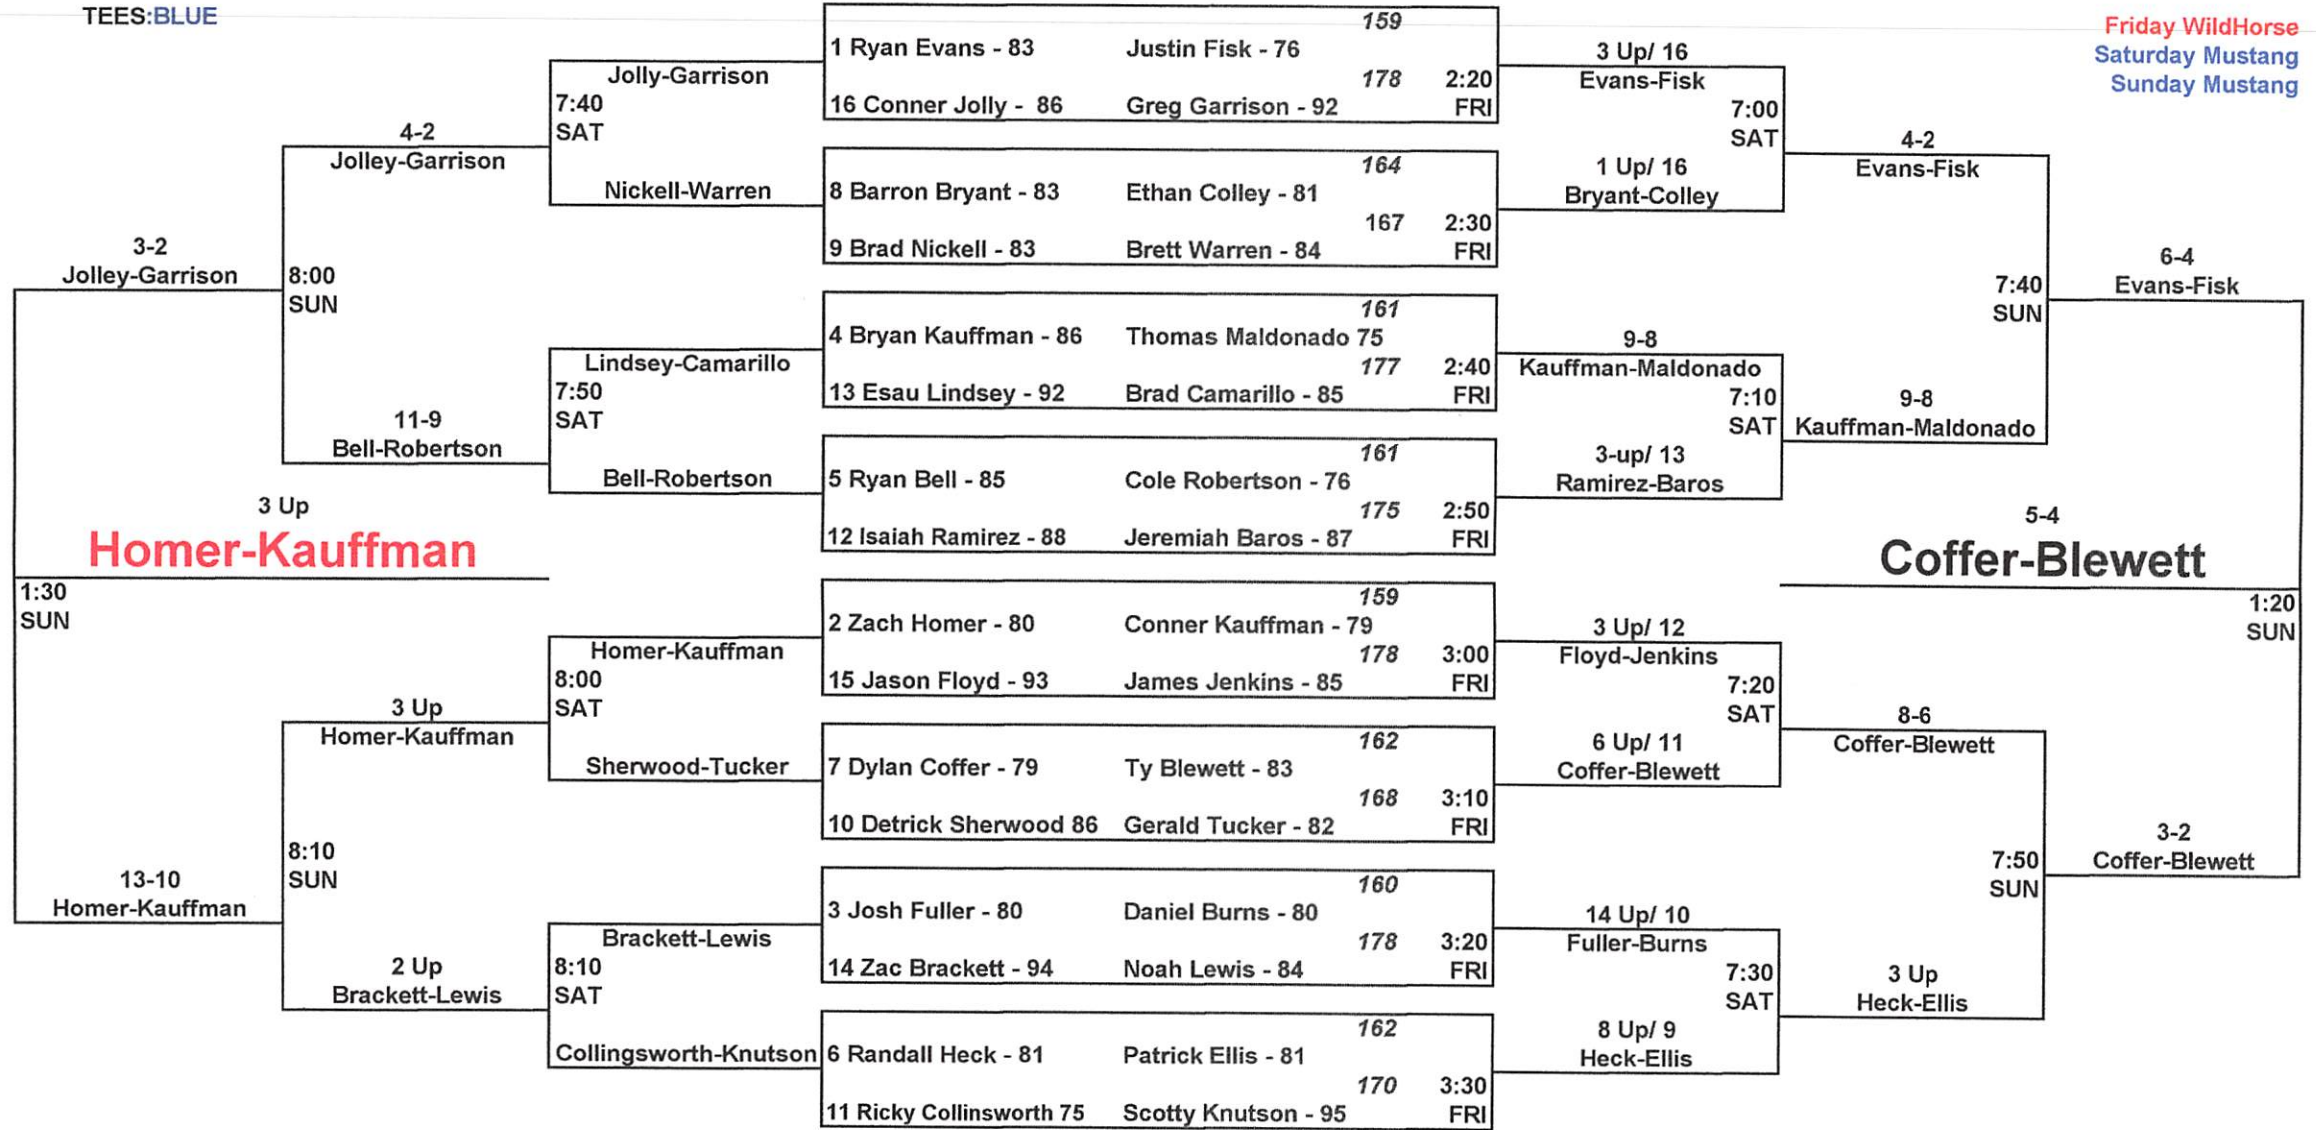 TEES:BLUE
Friday WildHorse
Saturday Mustang
Sunday Mustang
159
1 Ryan Evans - 83 Justin Fisk - 76
178 2:20
16 Conner Jolly - 86 Greg Garrison - 92 FRI
164
8 Barron Bryant - 83 Ethan Colley - 81
167 2:30
9 Brad Nickell - 83 Brett Warren - 84 FRI
161
4 Bryan Kauffman - 86 Thomas Maldonado 75
177 2:40
13 Esau Lindsey - 92 Brad Camarillo - 85 FRI
161
5 Ryan Bell - 85 Cole Robertson - 76
175 2:50
12 Isaiah Ramirez - 88 Jeremiah Baros - 87 FRI
159
2 Zach Homer - 80 Conner Kauffman - 79
178 3:00
15 Jason Floyd - 93 James Jenkins - 85 FRI
162
7 Dylan Coffer - 79 Ty Blewett - 83
168 3:10
10 Detrick Sherwood 86 Gerald Tucker - 82 FRI
160
3 Josh Fuller - 80 Daniel Burns - 80
178 3:20
14 Zac Brackett - 94 Noah Lewis - 84 FRI
162
6 Randall Heck - 81 Patrick Ellis - 81
170 3:30
11 Ricky Collinsworth 75 Scotty Knutson - 95 FRI
Jolly-Garrison
7:40
SAT
Nickell-Warren
Lindsey-Camarillo
7:50
SAT
Bell-Robertson
Homer-Kauffman
8:00
SAT
Sherwood-Tucker
Brackett-Lewis
8:10
SAT
Collingsworth-Knutson
4-2
Jolley-Garrison
8:00
SUN
11-9
Bell-Robertson
3 Up
Homer-Kauffman
8:10
SUN
2 Up
Brackett-Lewis
3-2
Jolley-Garrison
3 Up
Homer-Kauffman
1:30
SUN
13-10
Homer-Kauffman
3 Up/ 16
Evans-Fisk
7:00
SAT
1 Up/ 16
Bryant-Colley
9-8
Kauffman-Maldonado
7:10
SAT
3-up/ 13
Ramirez-Baros
3 Up/ 12
Floyd-Jenkins
7:20
SAT
6 Up/ 11
Coffer-Blewett
14 Up/ 10
Fuller-Burns
7:30
SAT
8 Up/ 9
Heck-Ellis
4-2
Evans-Fisk
7:40
SUN
9-8
Kauffman-Maldonado
8-6
Coffer-Blewett
7:50
SUN
3 Up
Heck-Ellis
6-4
Evans-Fisk
5-4
Coffer-Blewett
1:20
SUN
3-2
Coffer-Blewett